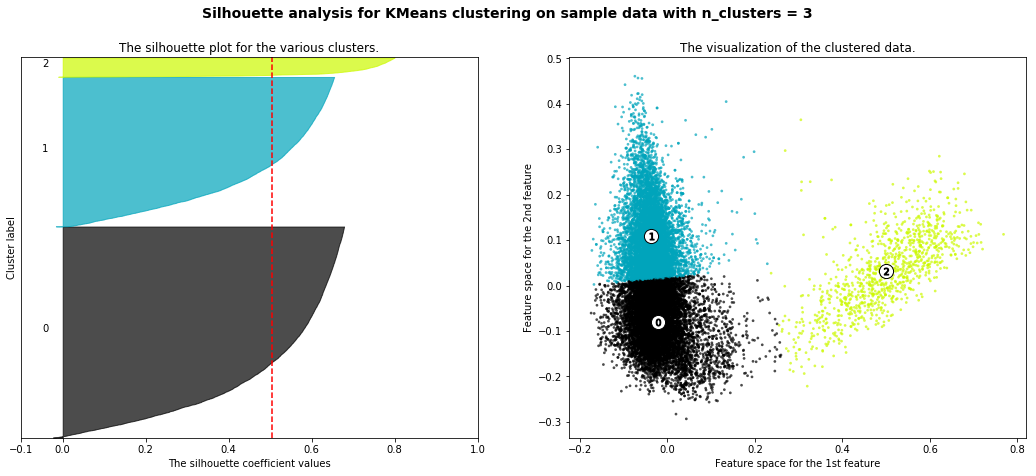 Silhouette analysis for KMeans clustering on sample data with n_clusters = 3
The silhouette plot for the various clusters.
2
1
0
Cluster label
−0.1 0.0 0.2 0.4 0.6 0.8 1.0
The silhouette coefficient values
The visualization of the clustered data.
0.5
0.4
0.3
0.2
0.1
0.0
−0.1
−0.2
−0.3
Feature space for the 2nd feature
1
2
0
−0.2 0.0 0.2 0.4 0.6 0.8
Feature space for the 1st feature